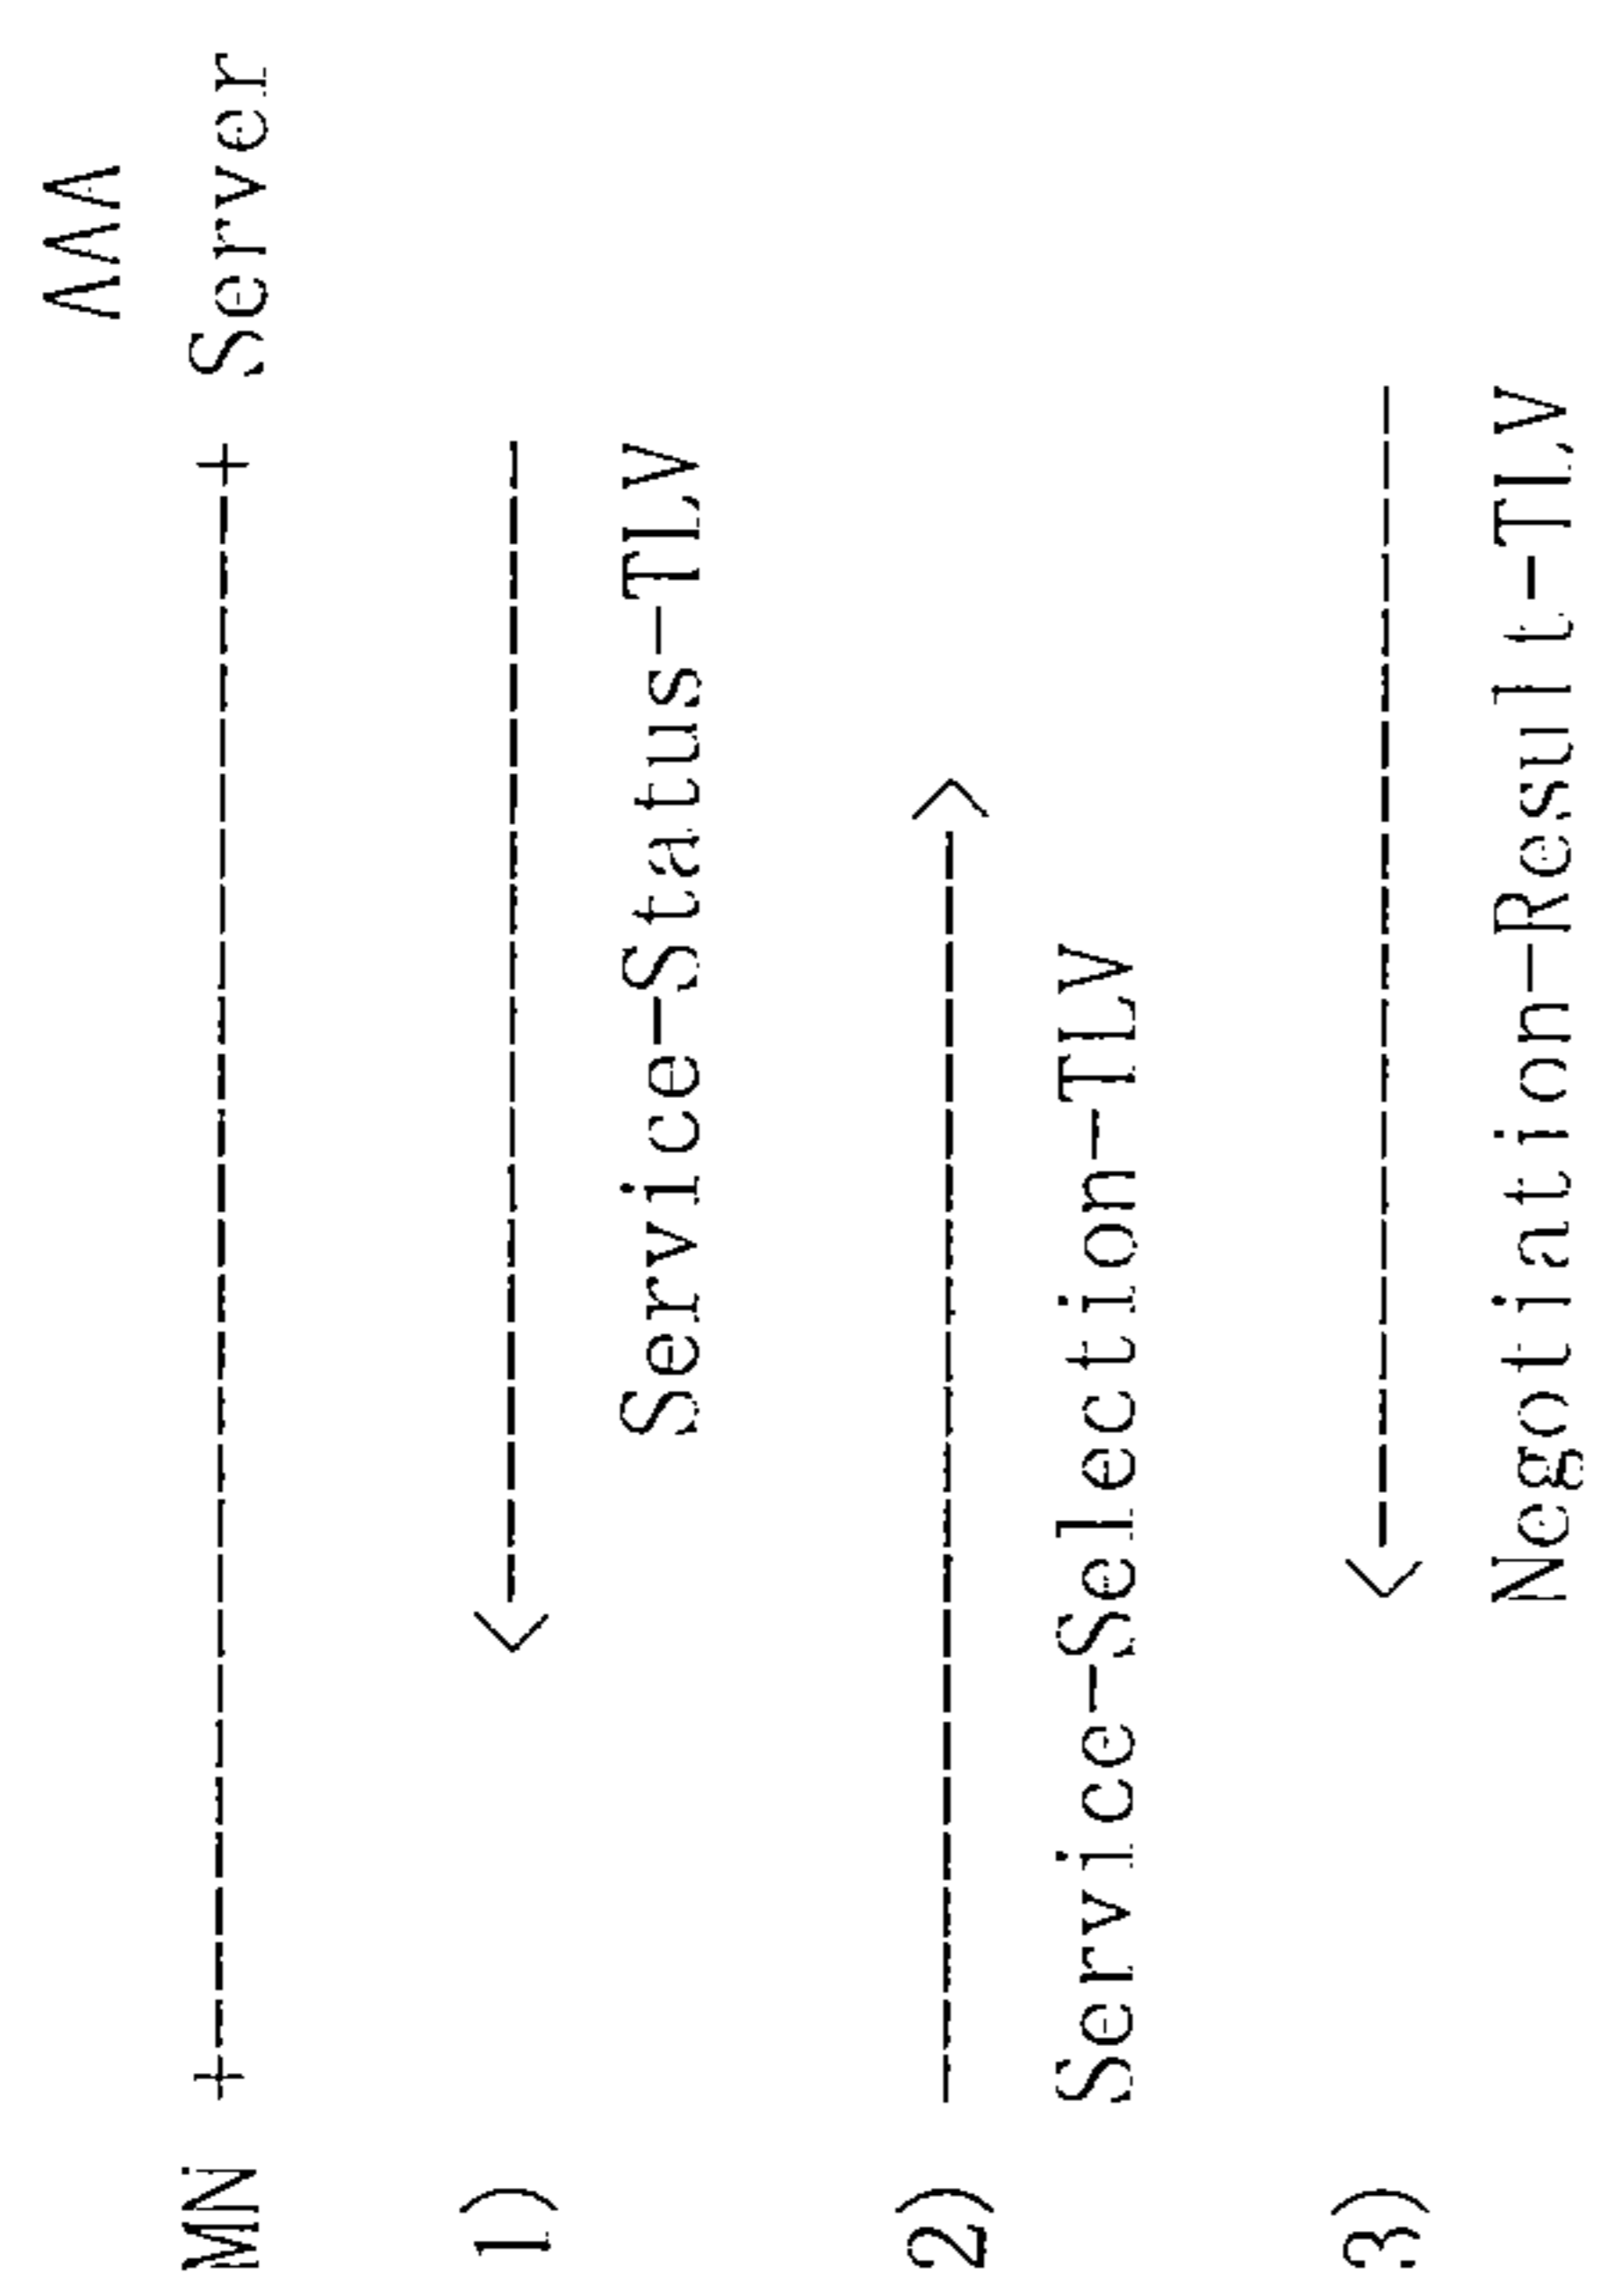 AAA
MN +-----------------------------+ Server
1) <---------------------
Service-Status-TLV
2) ----------------------->
Service-Selection-TLV
3) <---------------------
Negotiation-Result-TLV